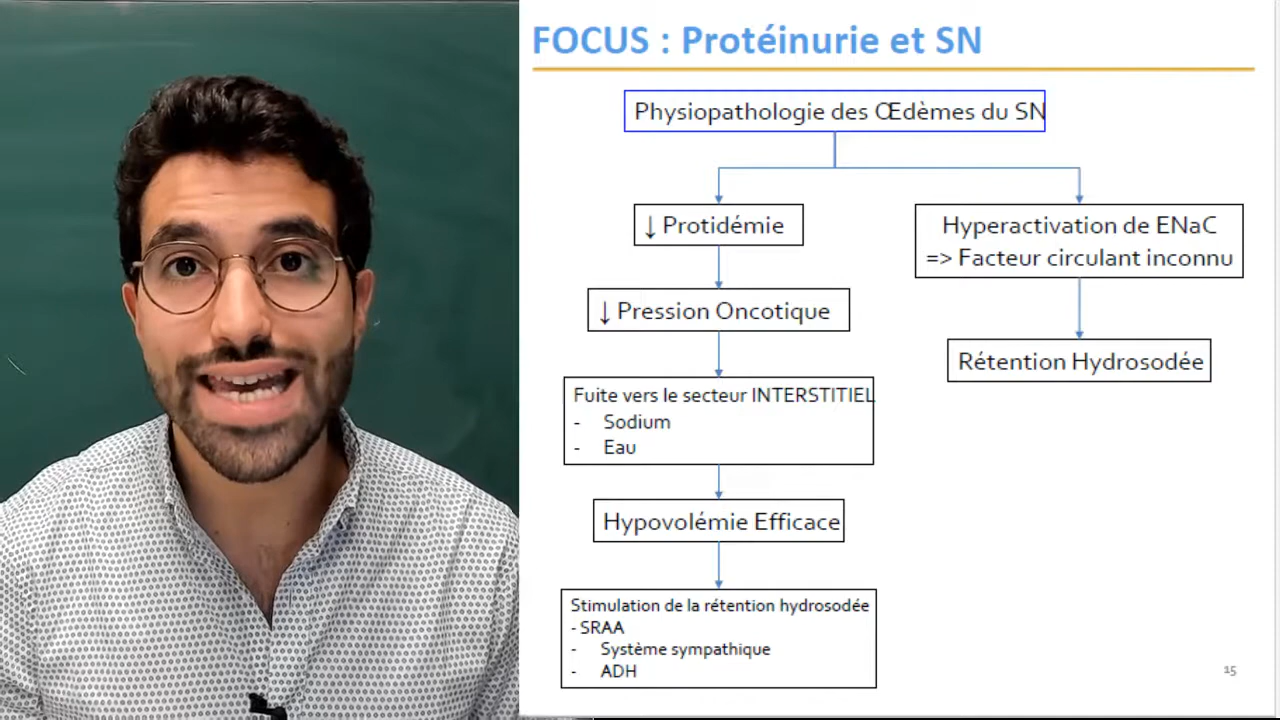 FOCUS : Protéinurie et SN
Physiopathologie des Œdèmes du SN
↓ Protidémie
↓ Pression Oncotique
Fuite vers le secteur INTERSTITIEL
- Sodium
- Eau
Hypovolémie Efficace
Stimulation de la rétention hydrosodée
- SRAA
- Système sympathique
- ADH
Hyperactivation de ENaC
=> Facteur circulant inconnu
Rétention Hydrosodée
15